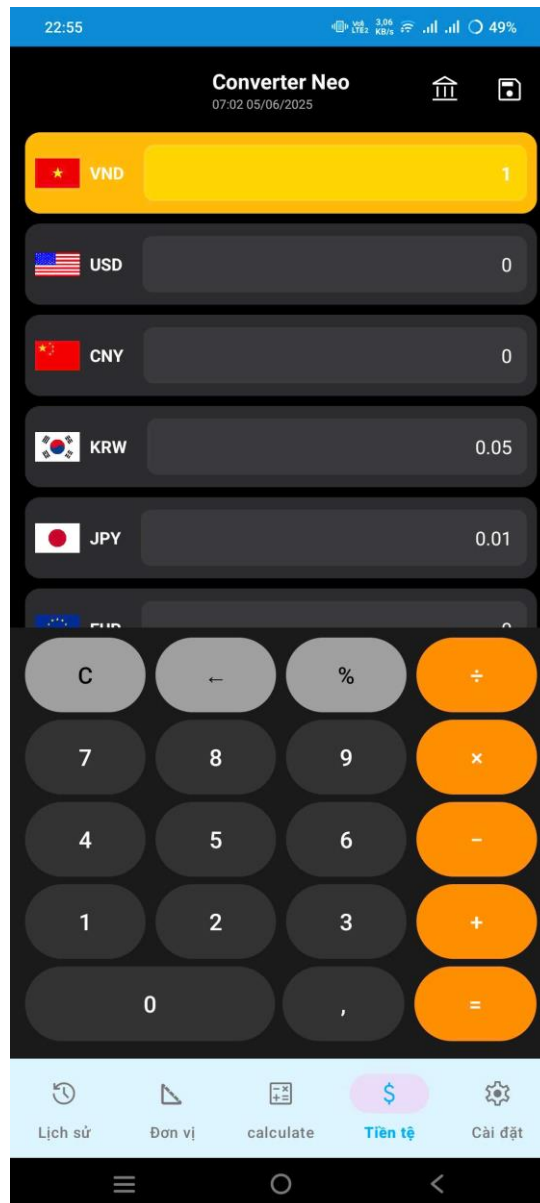 22:55 Vo)) LTE2 3,06 KB/s 49%
Converter Neo
07:02 05/06/2025
VND 1
USD 0
CNY 0
KRW 0.05
JPY 0.01
C ← % ÷
7 8 9 ×
4 5 6 −
1 2 3 +
0 , =
Lịch sử Đơn vị calculate Tiền tệ Cài đặt